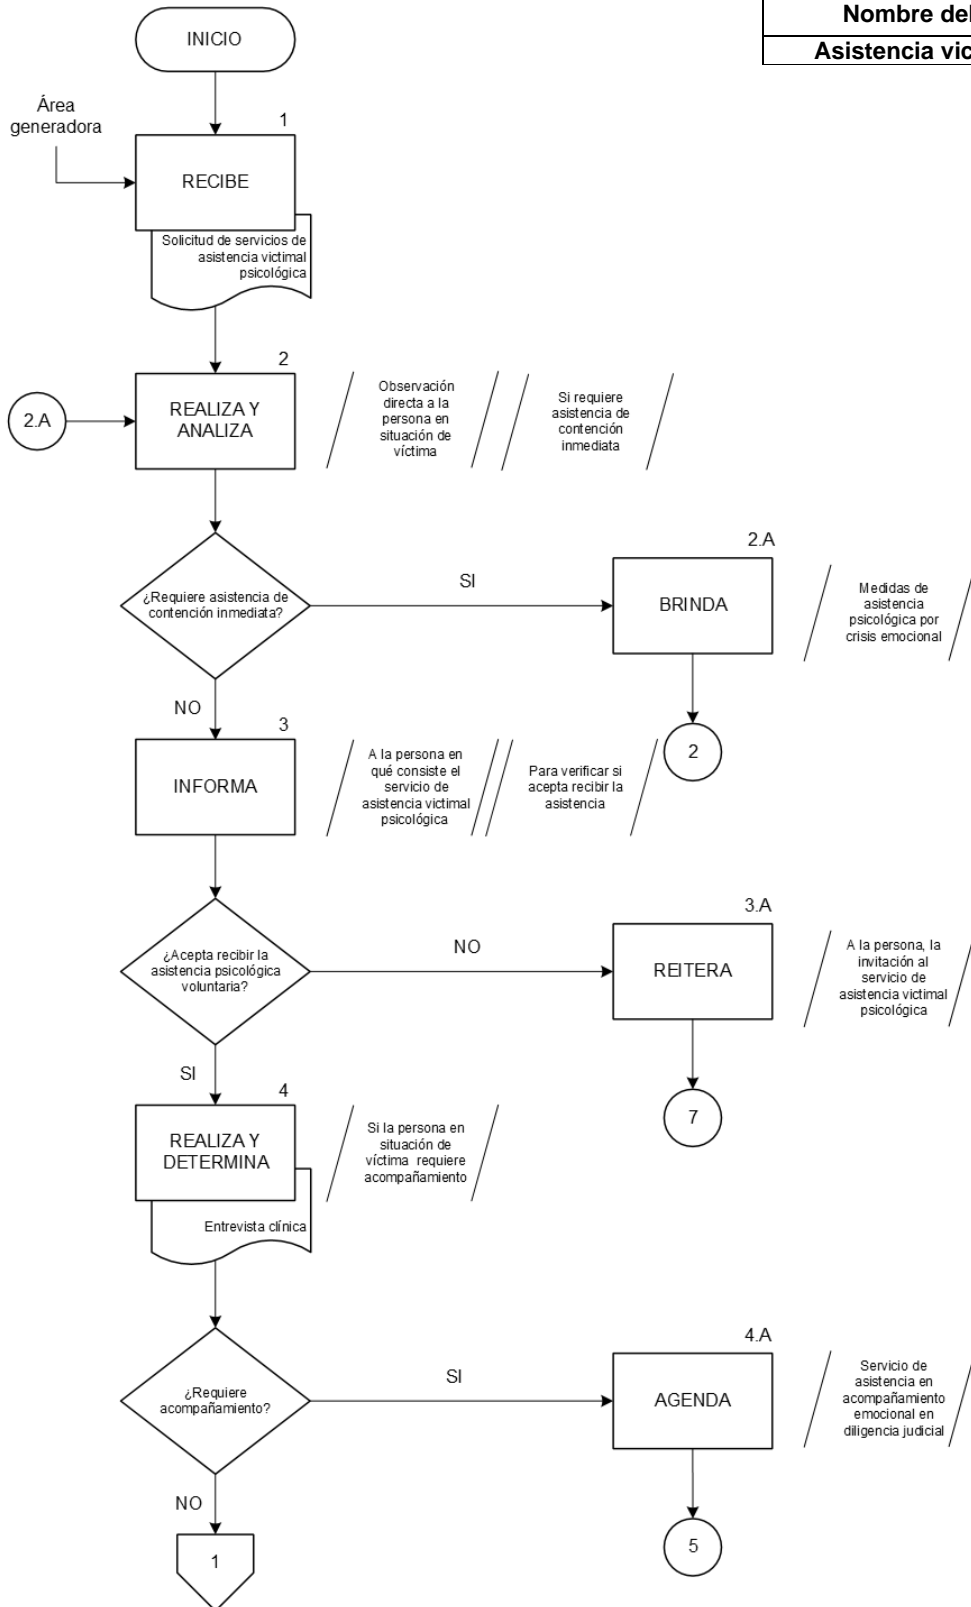 Nombre del
Asistencia vic
INICIO
Área
generadora
1
RECIBE
Solicitud de servicios de
asistencia victimal
psicológica
2
2.A
REALIZA Y
ANALIZA
Observación
directa a la
persona en
situación de
víctima
Si requiere
asistencia de
contención
inmediata
¿Requiere asistencia de
contención inmediata?
SI
2.A
BRINDA
Medidas de
asistencia
psicológica por
crisis emocional
2
NO
3
INFORMA
A la persona en
qué consiste el
servicio de
asistencia victimal
psicológica
Para verificar si
acepta recibir la
asistencia
¿Acepta recibir la
asistencia psicológica
voluntaria?
NO
3.A
REITERA
A la persona, la
invitación al
servicio de
asistencia victimal
psicológica
7
SI
4
REALIZA Y
DETERMINA
Entrevista clínica
Si la persona en
situación de
víctima requiere
acompañamiento
¿Requiere
acompañamiento?
SI
4.A
AGENDA
Servicio de
asistencia en
acompañamiento
emocional en
diligencia judicial
5
NO
1